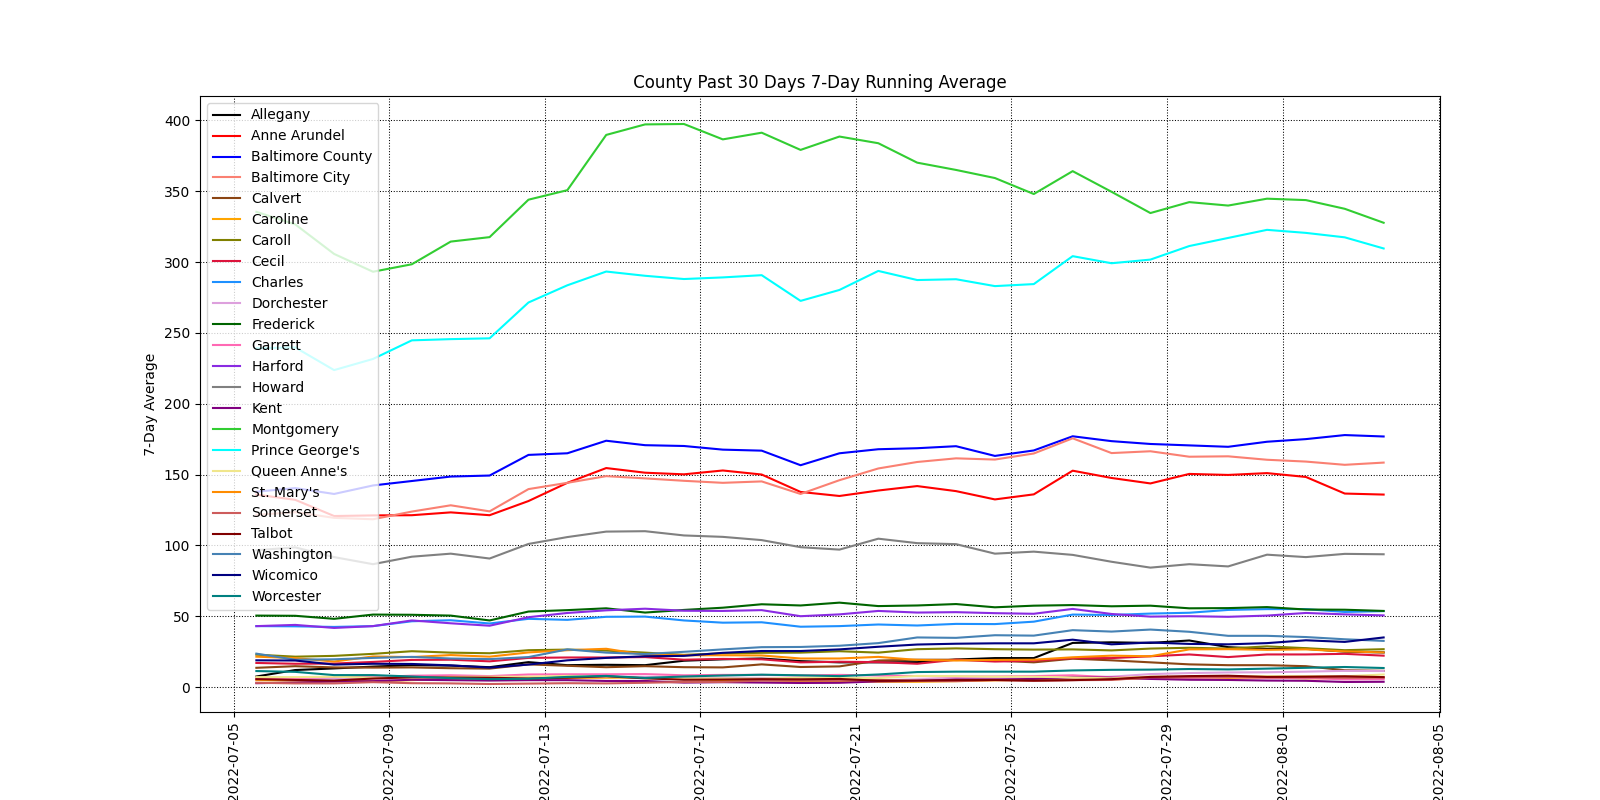 County Past 30 Days 7-Day Running Average
7-Day Average
400
350
300
250
200
150
100
50
0
Allegany
Anne Arundel
Baltimore County
Baltimore City
Calvert
Caroline
Caroll
Cecil
Charles
Dorchester
Frederick
Garrett
Harford
Howard
Kent
Montgomery
Prince George's
Queen Anne's
St. Mary's
Somerset
Talbot
Washington
Wicomico
Worcester
2022-07-05
2022-07-09
2022-07-13
2022-07-17
2022-07-21
2022-07-25
2022-07-29
2022-08-01
2022-08-05